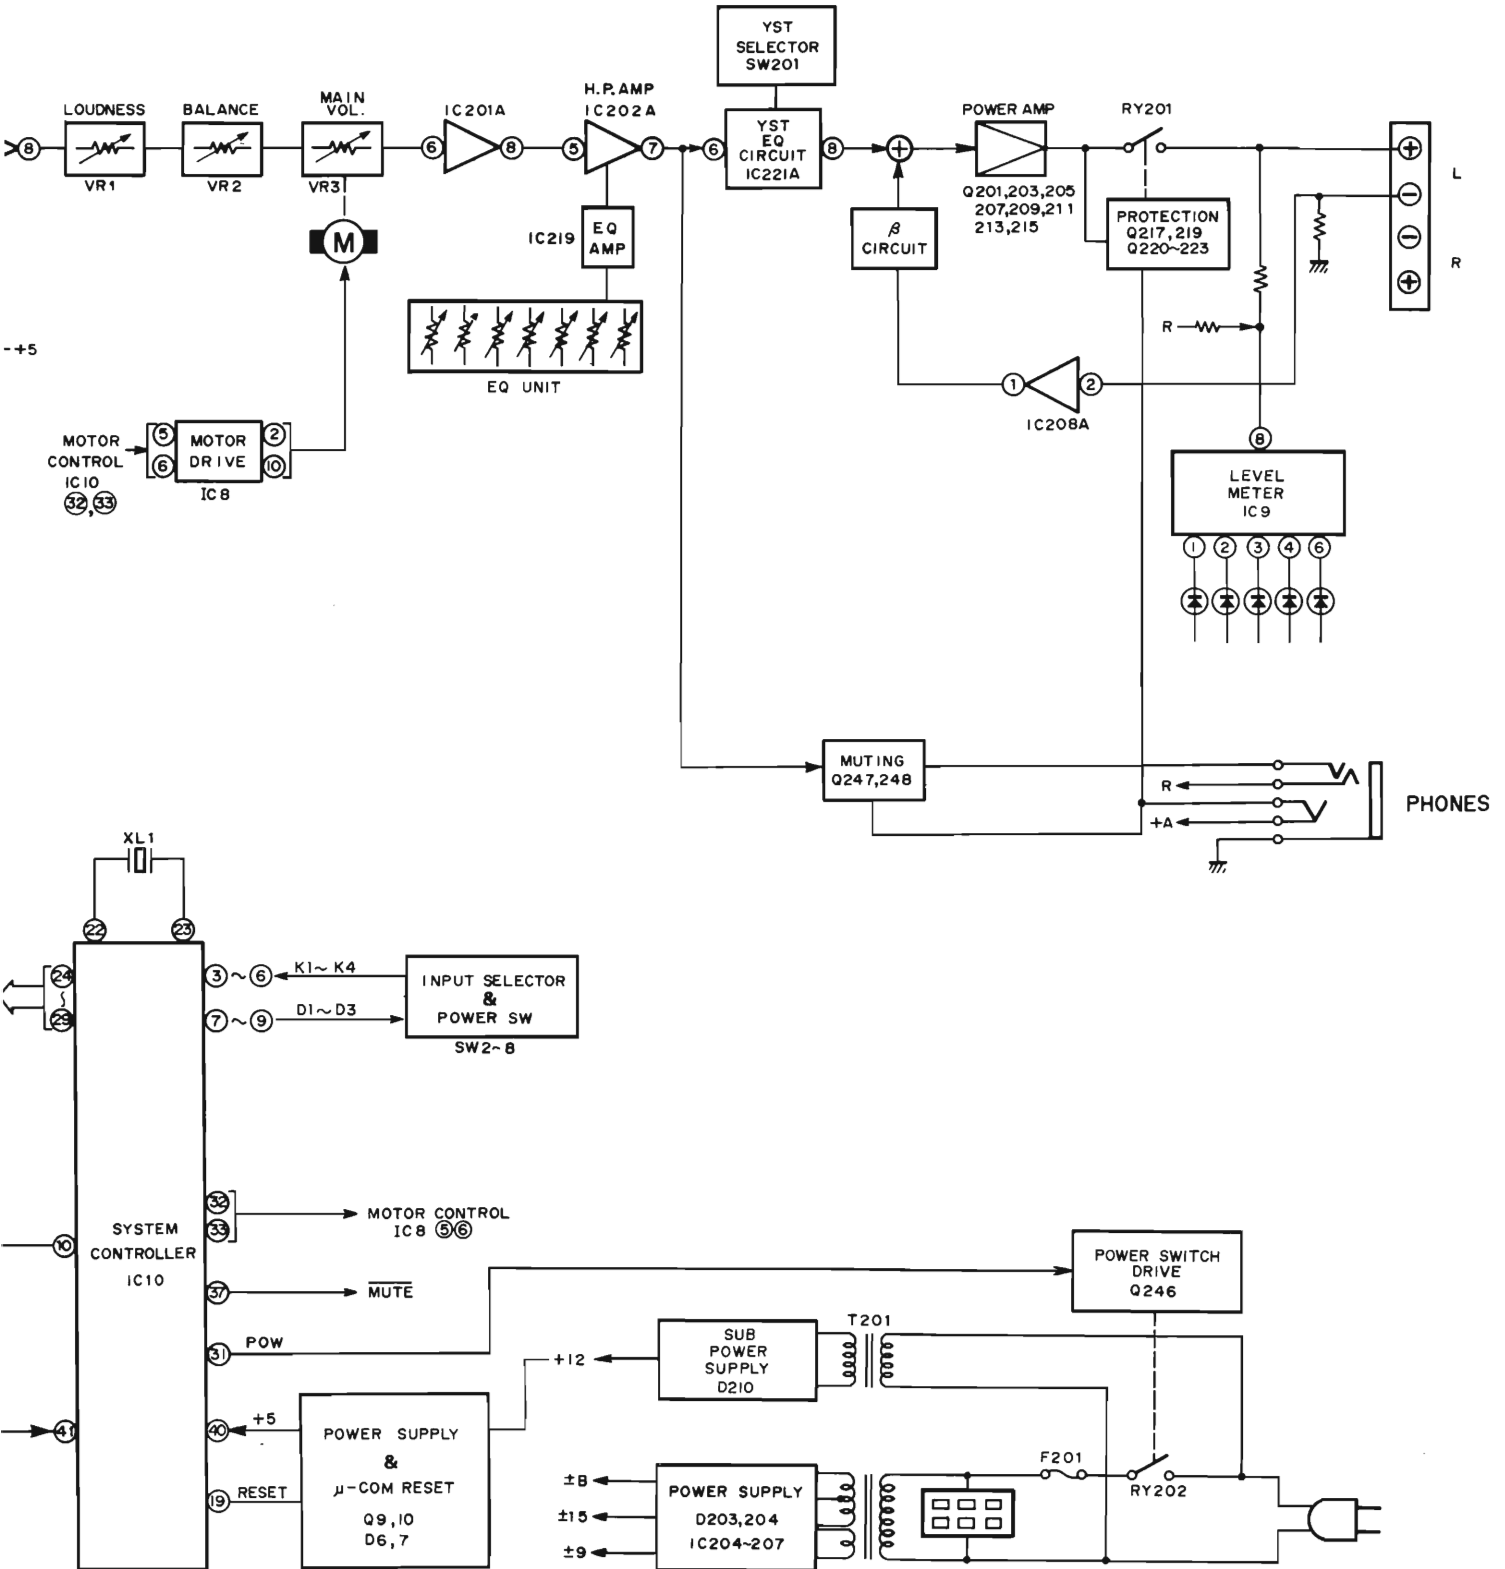 YST
SELECTOR
SW201
LOUDNESS
BALANCE
MAIN
VOL.
IC201A
H.P. AMP
IC202A
POWER AMP
RY201
8
6
8
5
7
6
YST
EQ
CIRCUIT
IC221A
8
+
+
L
VR1
VR2
VR3
Q201,203,205
207,209,211
213,215
PROTECTION
Q217,219
Q220~223
−
IC219
EQ
AMP
β
CIRCUIT
M
−
R
+
R
-+5
EQ UNIT
1
2
IC208A
MOTOR
CONTROL
IC10
32,33
5
6
MOTOR
DRIVE
2
10
IC8
8
LEVEL
METER
IC9
1 2 3 4 6
MUTING
Q247,248
R
+A
PHONES
XL1
22
23
24
~
29
3~6
K1~K4
7~9
D1~D3
INPUT SELECTOR
&
POWER SW
SW2~8
32
33
MOTOR CONTROL
IC8 5 6
SYSTEM
CONTROLLER
IC10
10
37
MUTE
31
POW
POWER SWITCH
DRIVE
Q246
SUB
POWER
SUPPLY
D210
T201
+12
41
40
+5
19
RESET
POWER SUPPLY
&
μ-COM RESET
Q9,10
D6,7
±8
±15
±9
POWER SUPPLY
D203,204
IC204~207
F201
RY202